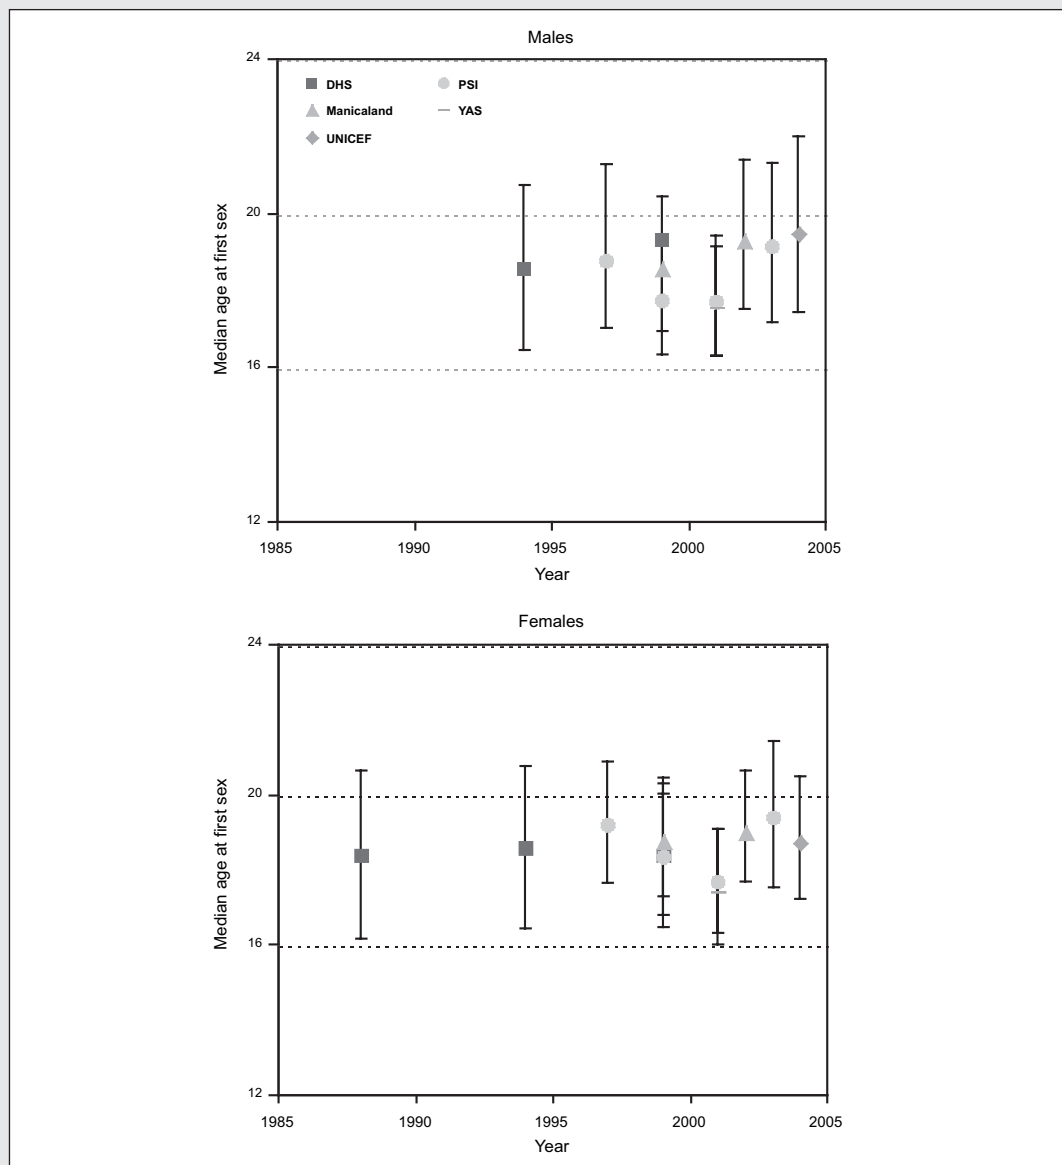 Males
24
DHS PSI
Manicaland YAS
UNICEF
20
Median age at first sex
16
12
1985 1990 1995 2000 2005
Year
Females
24
20
Median age at first sex
16
12
1985 1990 1995 2000 2005
Year